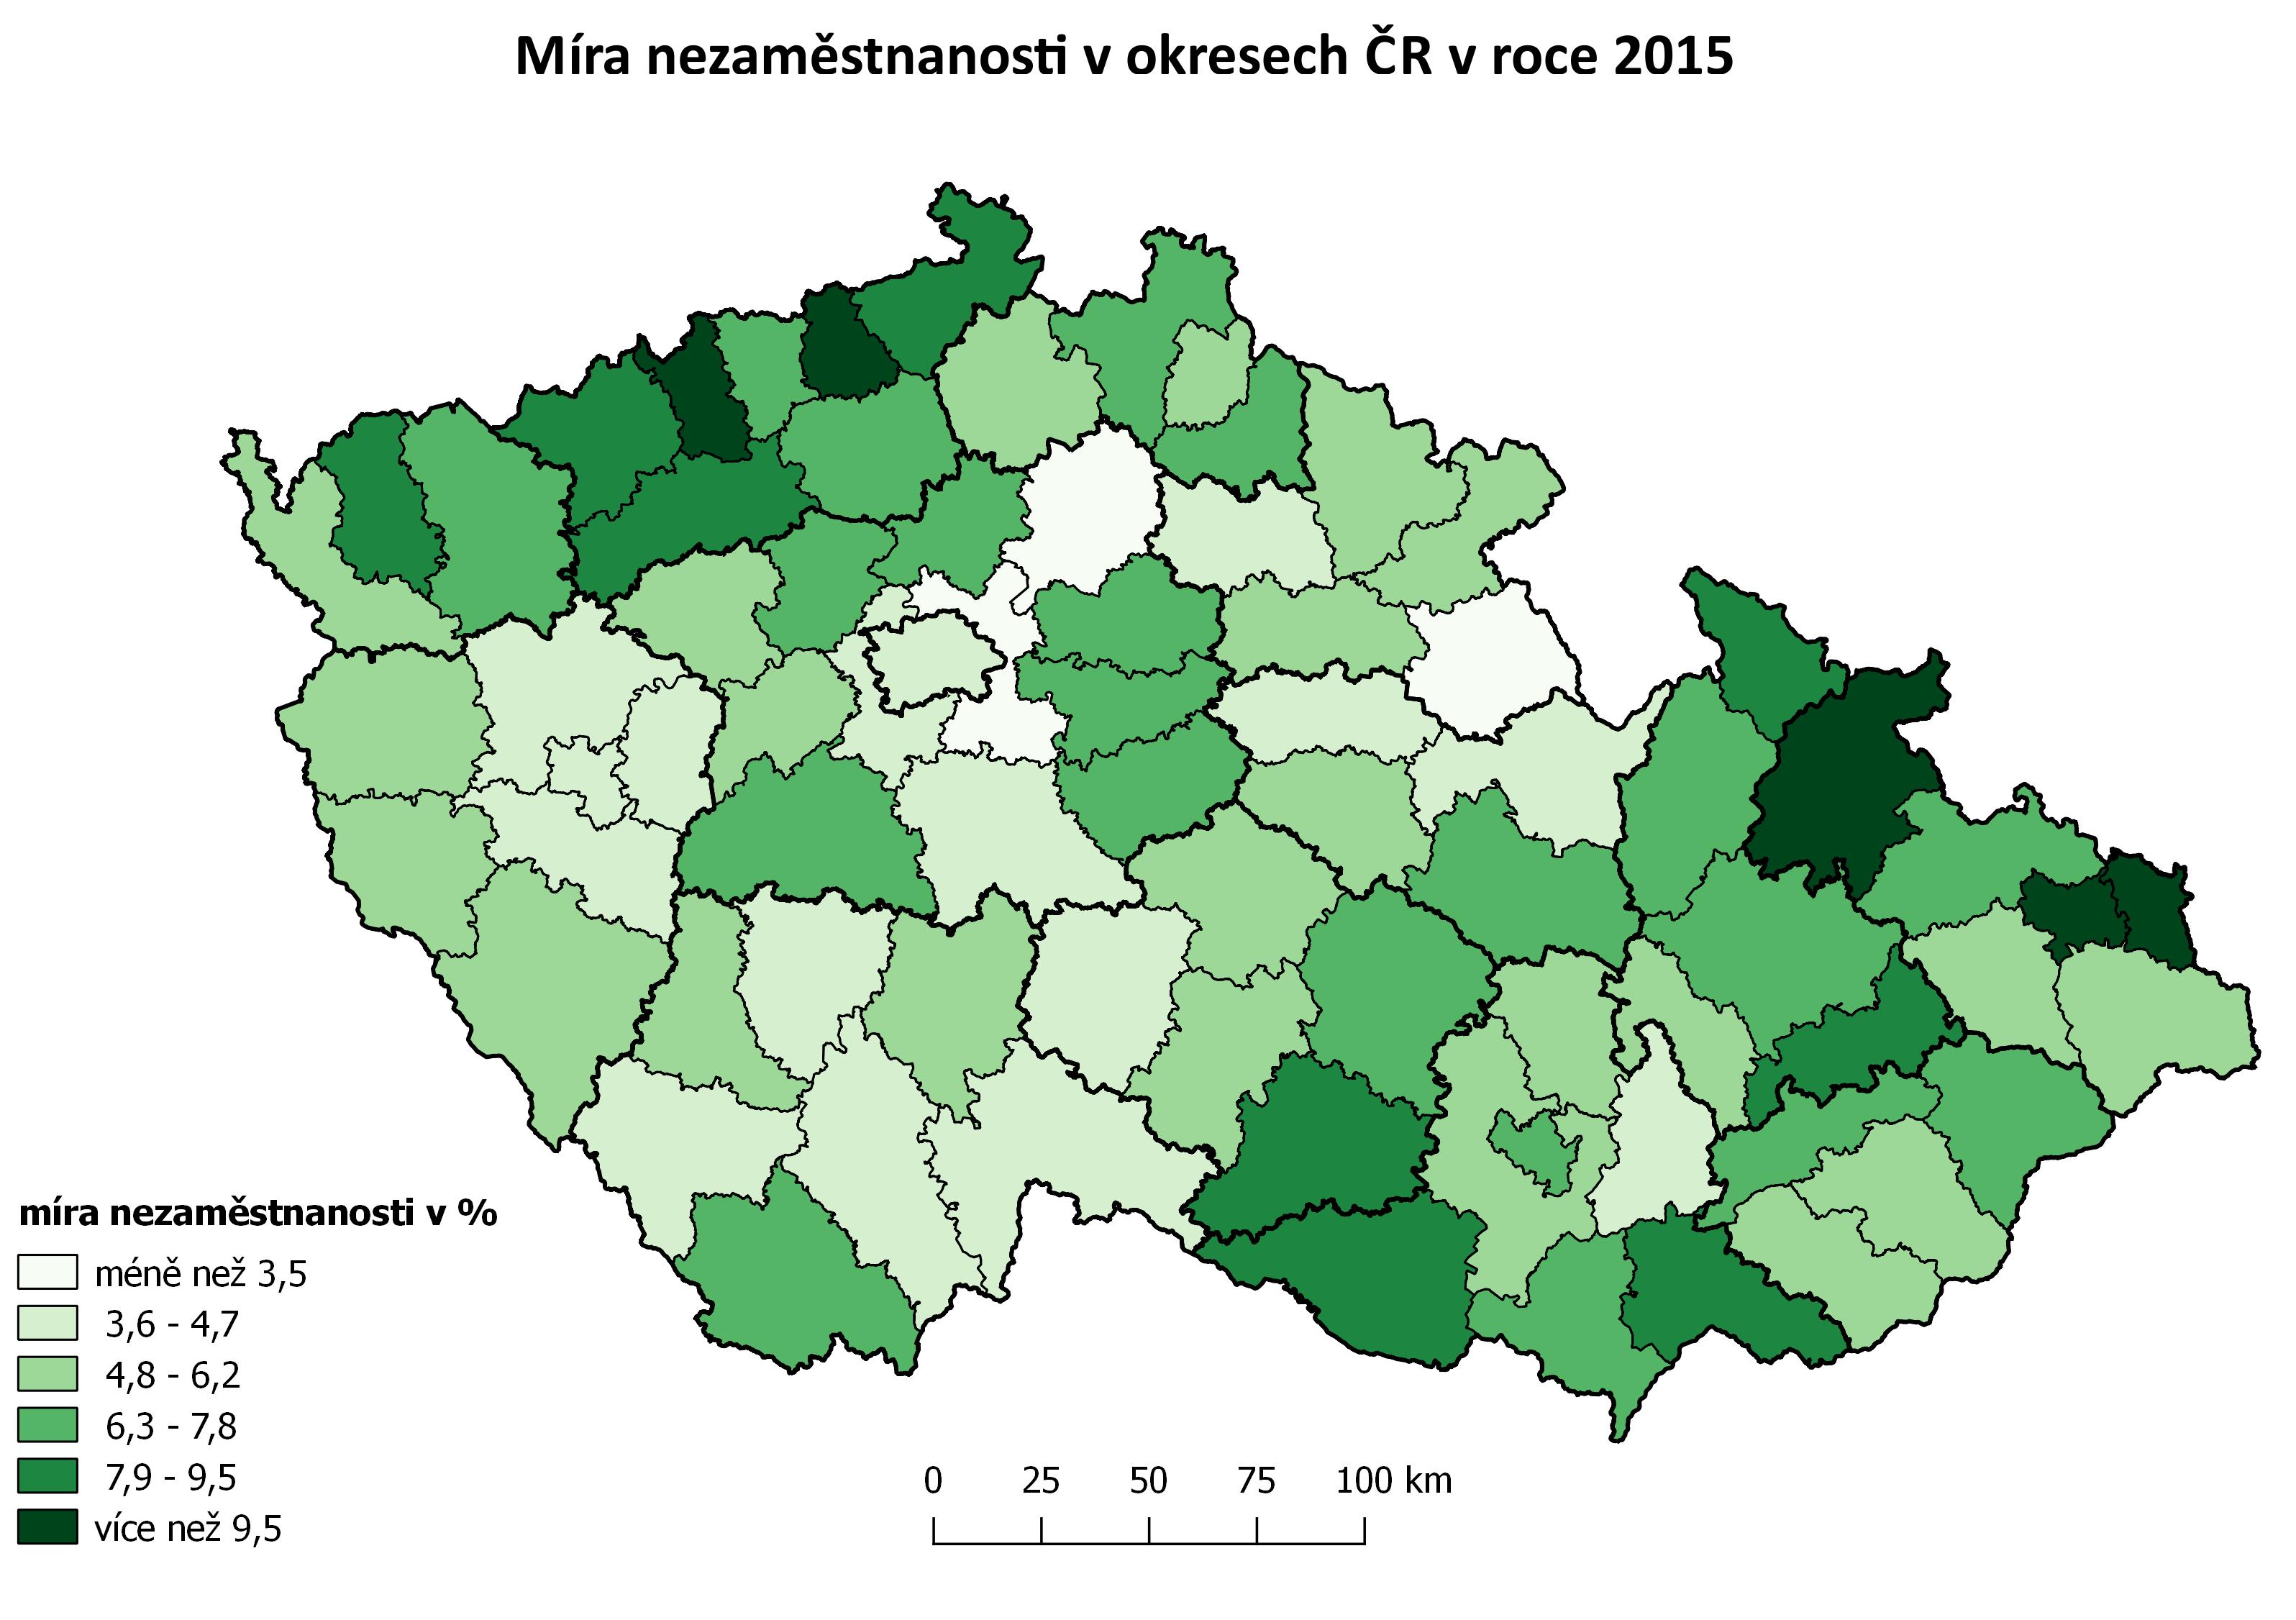 Míra nezaměstnanosti v okresech ČR v roce 2015
míra nezaměstnanosti v %
méně než 3,5
3,6 - 4,7
4,8 - 6,2
6,3 - 7,8
7,9 - 9,5
více než 9,5
0 25 50 75 100 km